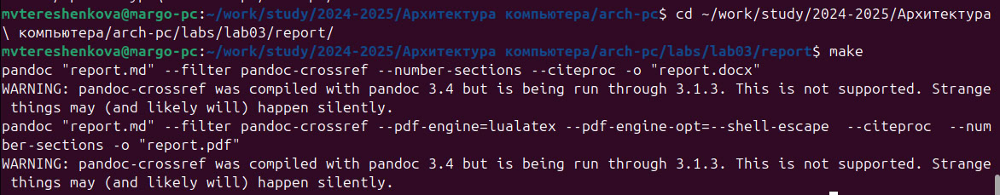 mvtereshenkova@margo-pc:~/work/study/2024-2025/Архитектура компьютера/arch-pc$ cd ~/work/study/2024-2025/Архитектура
\ компьютера/arch-pc/labs/lab03/report/
mvtereshenkova@margo-pc:~/work/study/2024-2025/Архитектура компьютера/arch-pc/labs/lab03/report$ make
pandoc "report.md" --filter pandoc-crossref --number-sections --citeproc -o "report.docx"
WARNING: pandoc-crossref was compiled with pandoc 3.4 but is being run through 3.1.3. This is not supported. Strange
 things may (and likely will) happen silently.
pandoc "report.md" --filter pandoc-crossref --pdf-engine=lualatex --pdf-engine-opt=--shell-escape  --citeproc  --num
ber-sections -o "report.pdf"
WARNING: pandoc-crossref was compiled with pandoc 3.4 but is being run through 3.1.3. This is not supported. Strange
 things may (and likely will) happen silently.